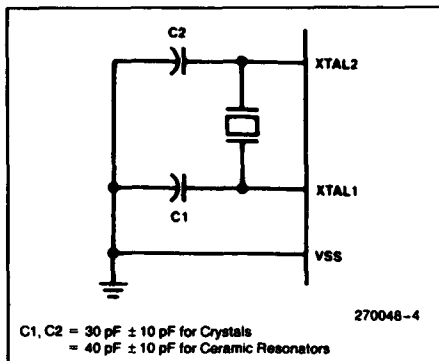 C2
XTAL2
XTAL1
C1
VSS
270048-4
C1, C2 = 30 pF ± 10 pF for Crystals
= 40 pF ± 10 pF for Ceramic Resonators